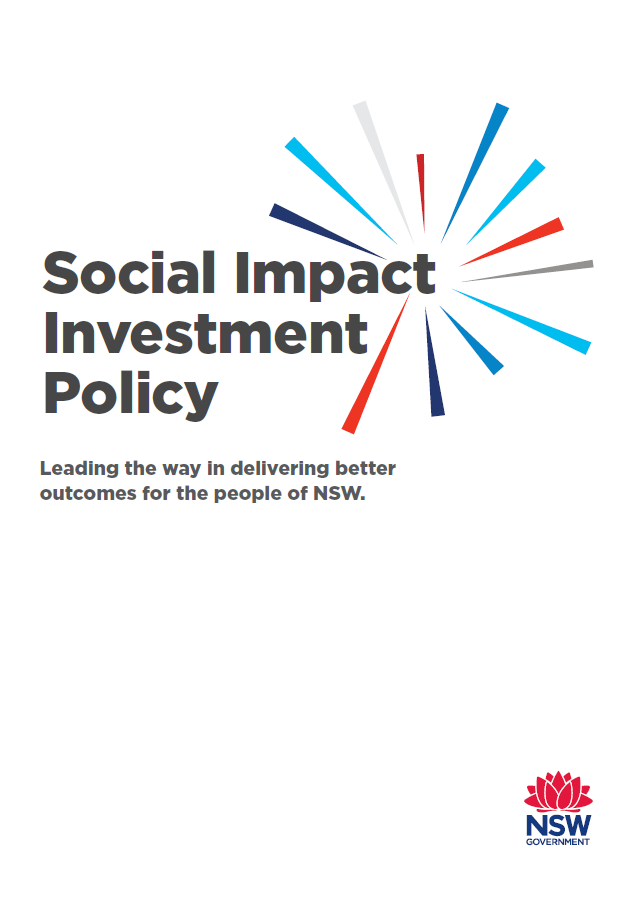 Social Impact
Investment
Policy
Leading the way in delivering better
outcomes for the people of NSW.
NSW
GOVERNMENT